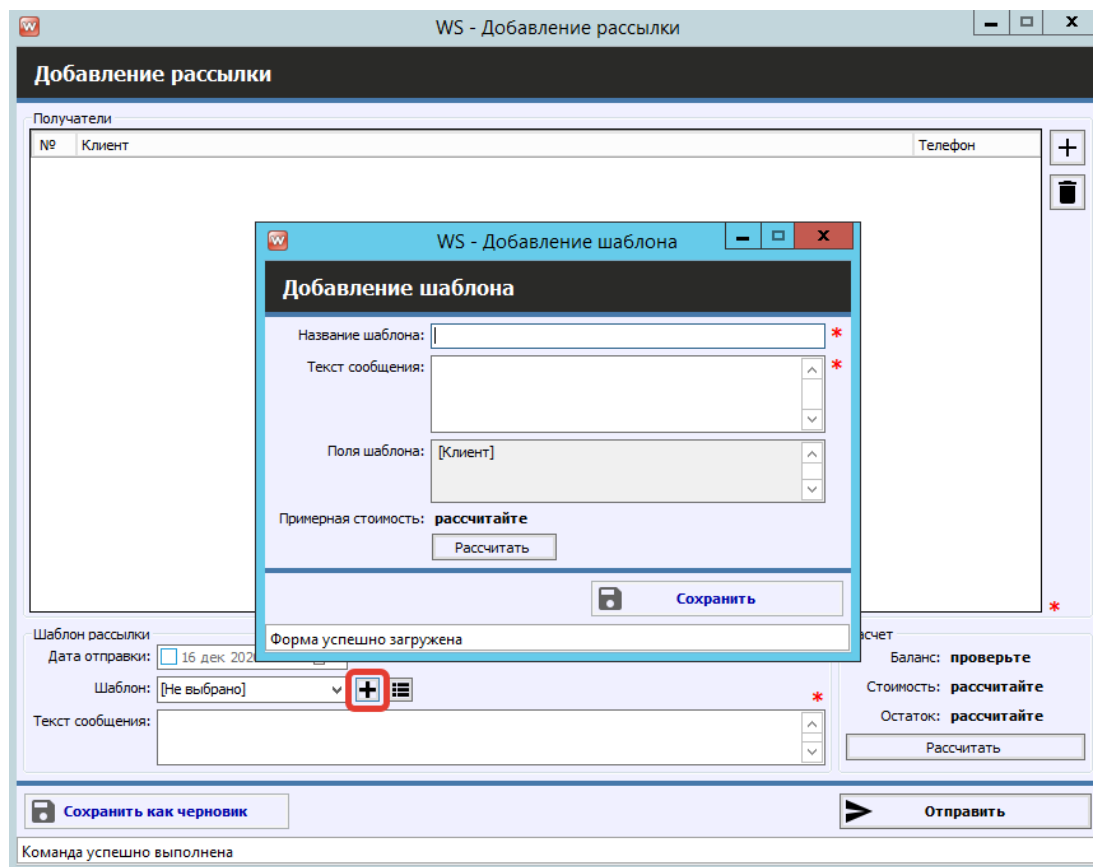 WS - Добавление рассылки
Добавление рассылки
Получатели
№ Клиент Телефон
WS - Добавление шаблона
Добавление шаблона
Название шаблона: *
Текст сообщения: *
Поля шаблона: [Клиент]
Примерная стоимость: рассчитайте
Рассчитать
Сохранить
*
Форма успешно загружена
Шаблон рассылки
Дата отправки: 16 дек
Баланс: проверьте
Шаблон: [Не выбрано] *
Стоимость: рассчитайте
Текст сообщения:
Остаток: рассчитайте
Рассчитать
Сохранить как черновик Отправить
Команда успешно выполнена